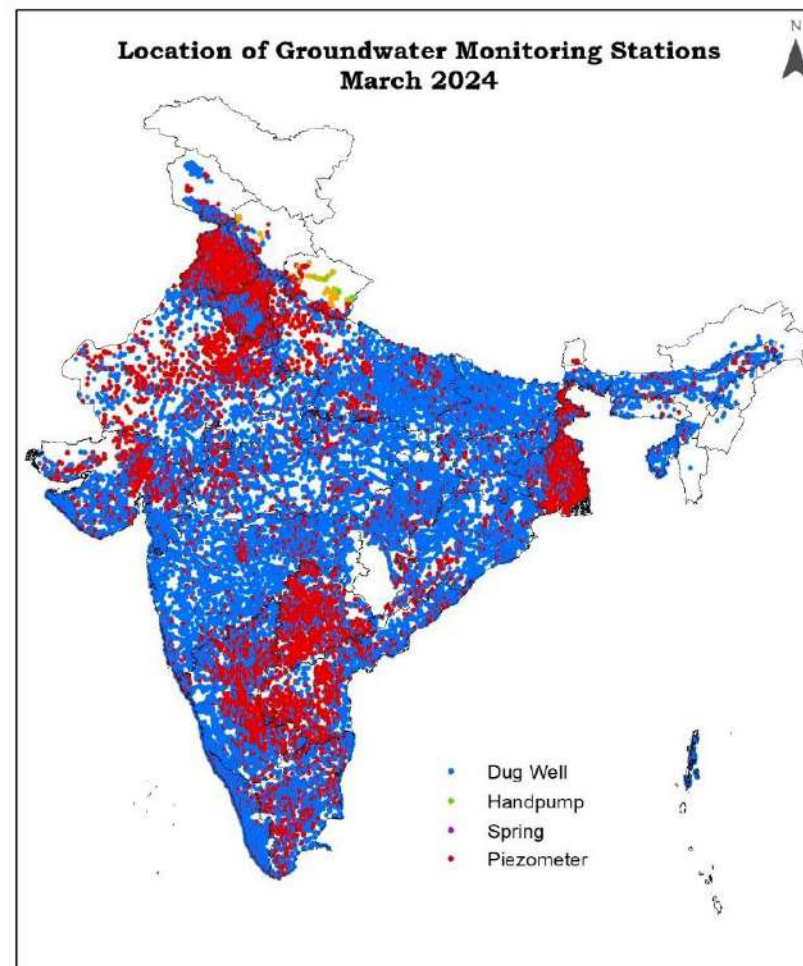 N
Location of Groundwater Monitoring Stations
March 2024
Dug Well
Handpump
Spring
Piezometer